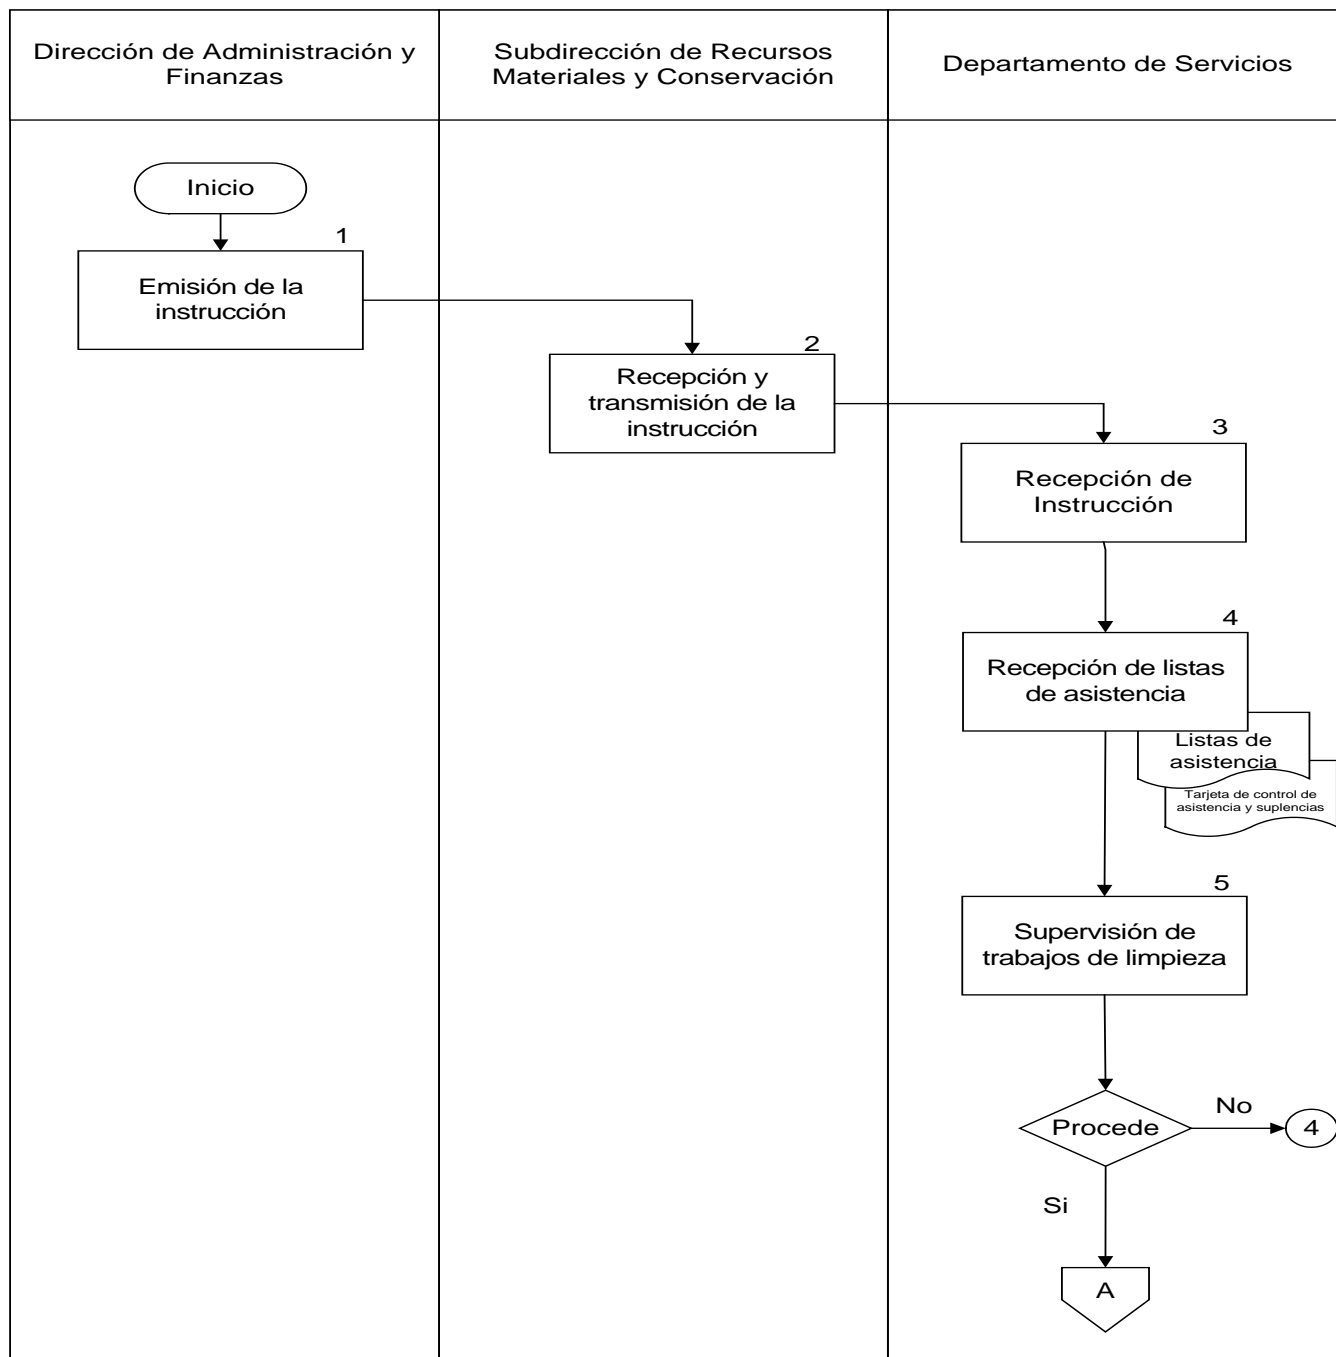 Dirección de Administración y
Finanzas
Subdirección de Recursos
Materiales y Conservación
Departamento de Servicios
Inicio
1
Emisión de la
instrucción
2
Recepción y
transmisión de la
instrucción
3
Recepción de
Instrucción
4
Recepción de listas
de asistencia
Listas de
asistencia
Tarjeta de control de
asistencia y suplencias
5
Supervisión de
trabajos de limpieza
Procede
No
4
Si
A